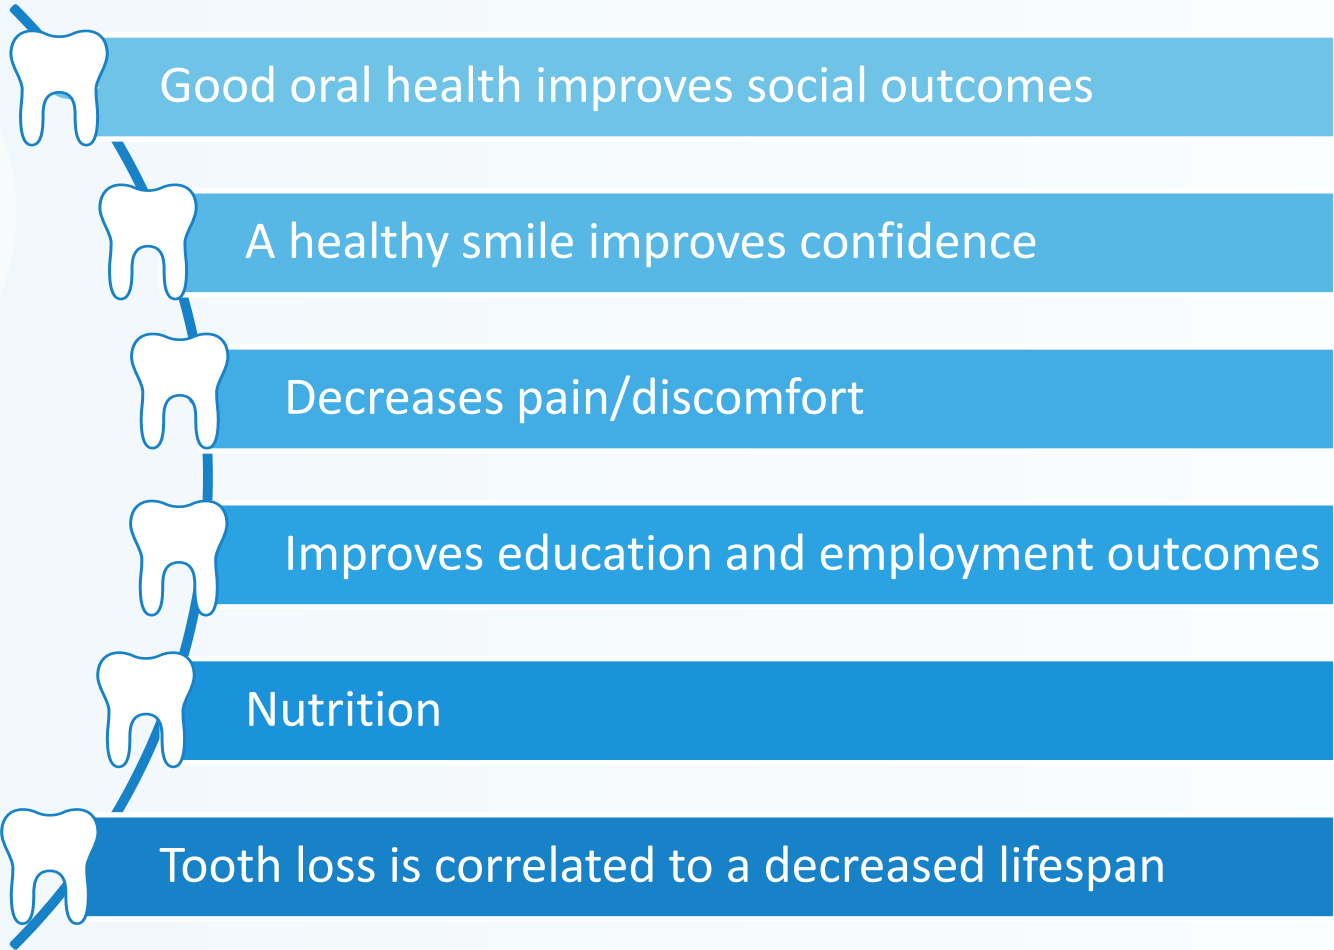 Good oral health improves social outcomes
A healthy smile improves confidence
Decreases pain/discomfort
Improves education and employment outcomes
Nutrition
Tooth loss is correlated to a decreased lifespan